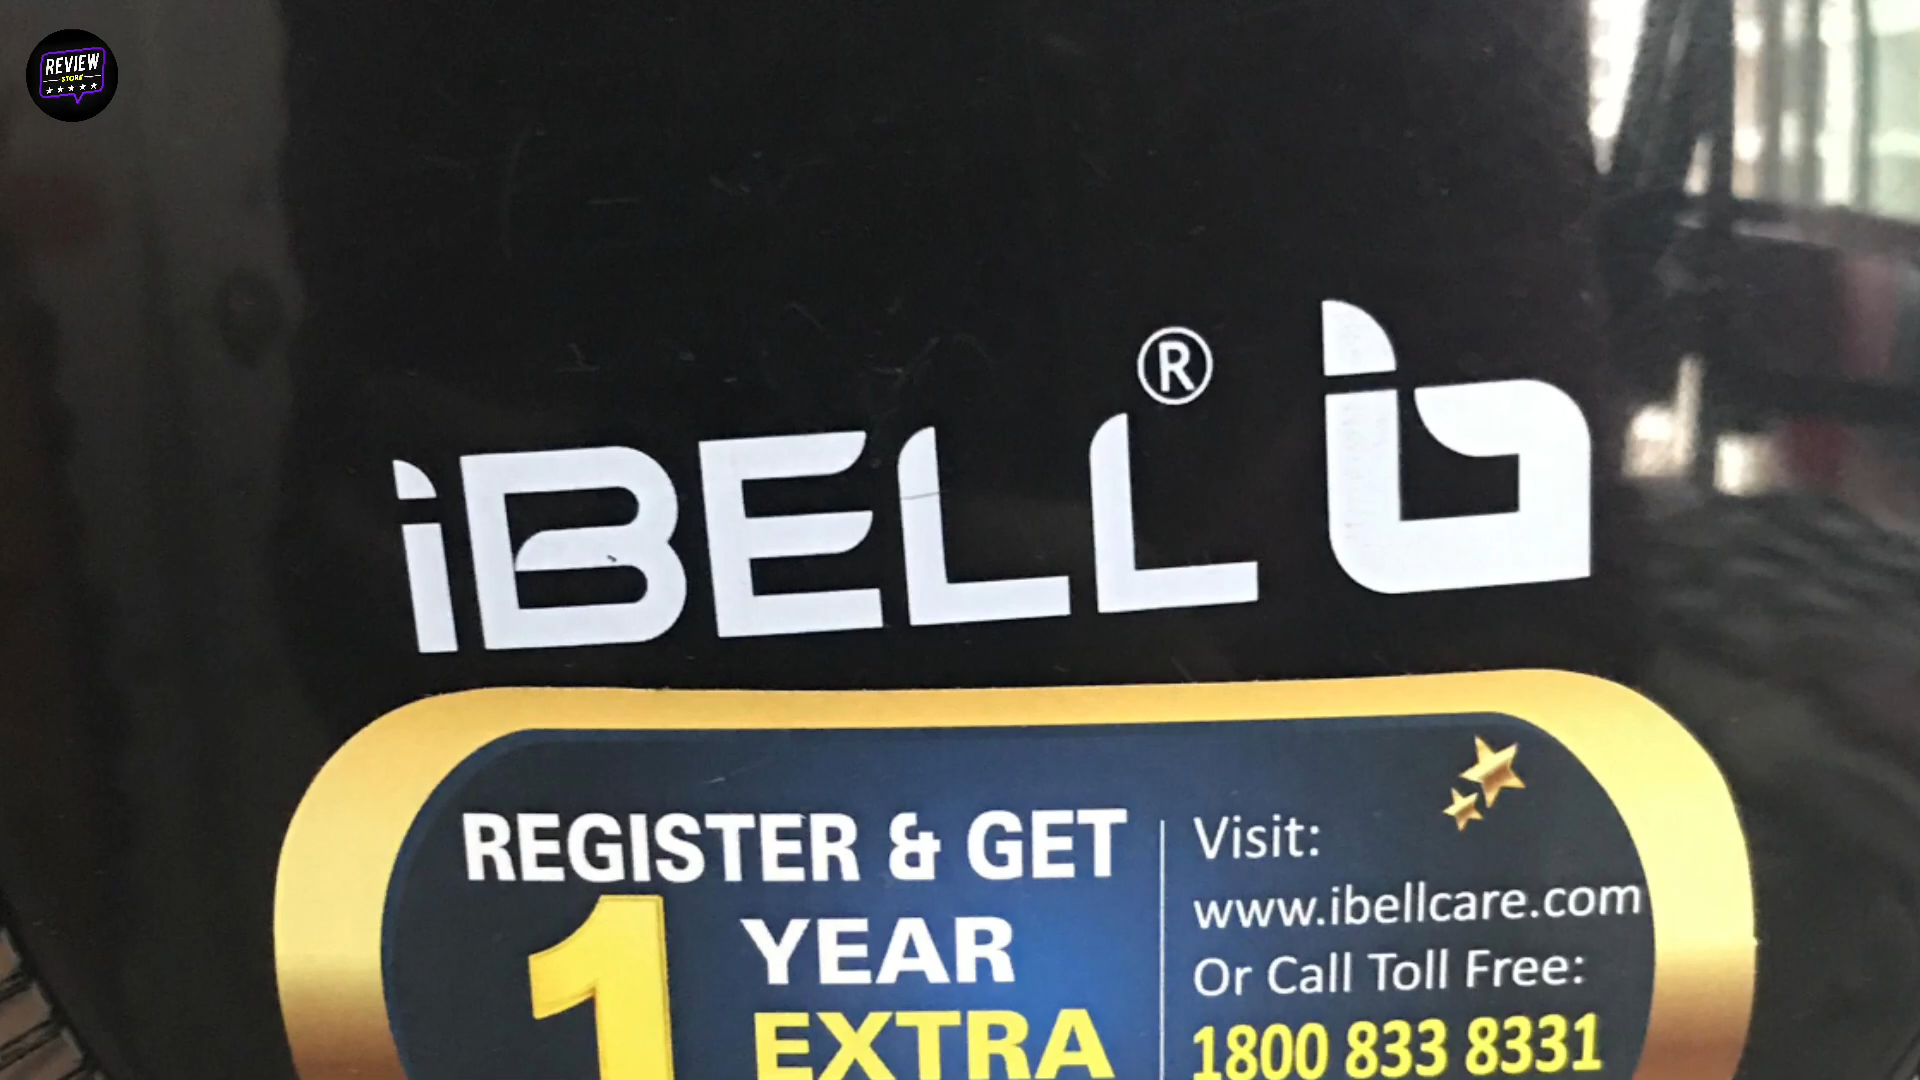 REVIEW
STORE
iBELL®
REGISTER & GET
1 YEAR
EXTRA
Visit:
www.ibellcare.com
Or Call Toll Free:
1800 833 8331